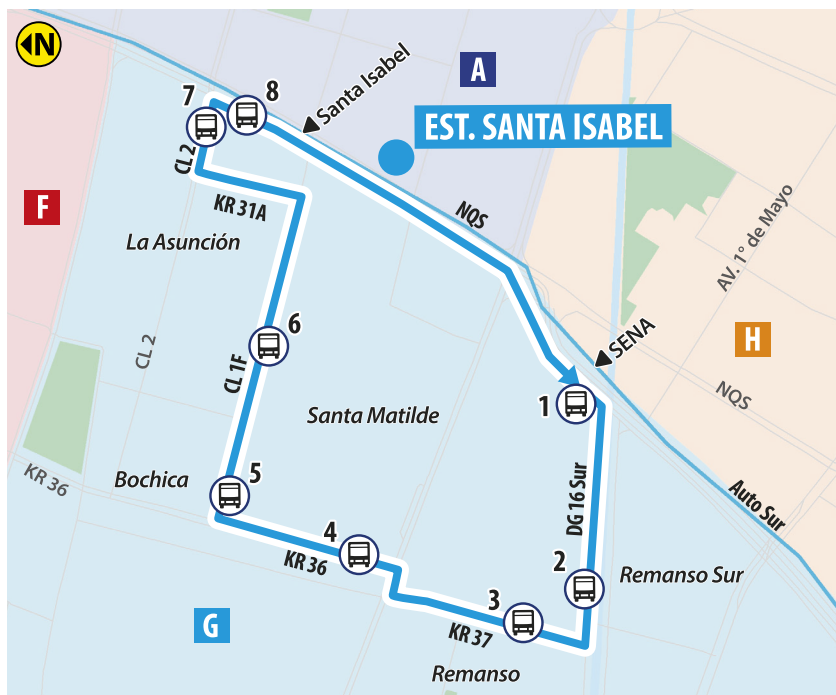 N
A
7
8
Santa Isabel
EST. SANTA ISABEL
CL 2
KR 31A
NQS
F
AV. 1° de Mayo
La Asunción
6
CL 2
CL 1F
SENA
H
1
Santa Matilde
NQS
Bochica
5
KR 36
DG 16 Sur
Auto Sur
4
KR 36
2
Remanso Sur
G
3
KR 37
Remanso